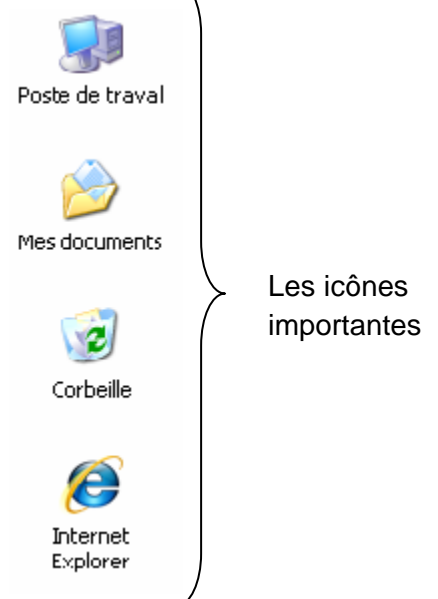 Poste de traval
Mes documents
Les icônes
importantes
Corbeille
Internet
Explorer